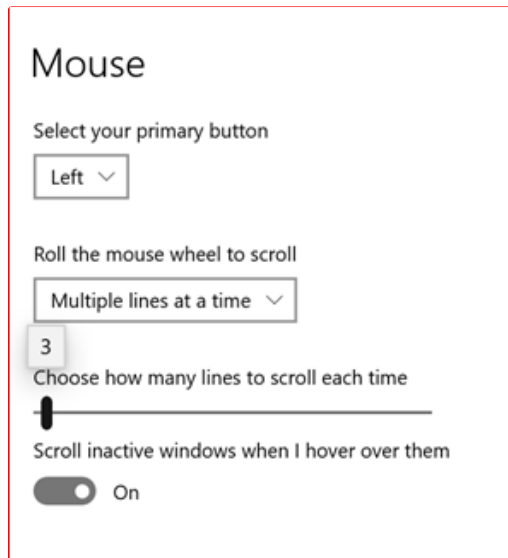 Mouse
Select your primary button
Left
Roll the mouse wheel to scroll
Multiple lines at a time
3
Choose how many lines to scroll each time
Scroll inactive windows when I hover over them
On